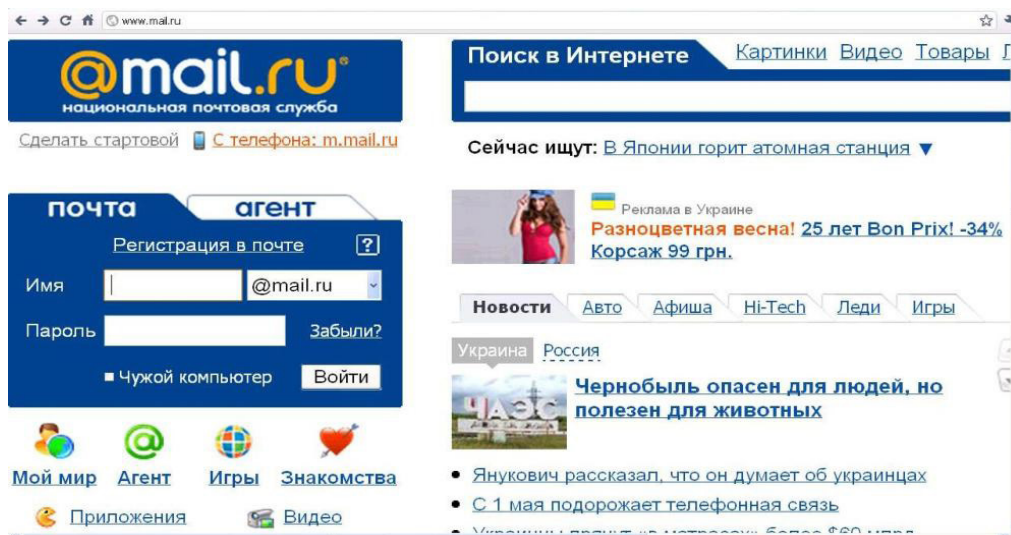 www.mail.ru
@mail.ru®
национальная почтовая служба
Сделать стартовой
С телефона: m.mail.ru
почта
агент
Регистрация в почте
?
Имя
@mail.ru
Пароль
Забыли?
Чужой компьютер
Войти
Мой мир
Агент
Игры
Знакомства
Приложения
Видео
Поиск в Интернете
Картинки
Видео
Товары
Сейчас ищут: В Японии горит атомная станция ▼
Реклама в Украине
Разноцветная весна! 25 лет Bon Prix! -34%
Корсаж 99 грн.
Новости
Авто
Афиша
Hi-Tech
Леди
Игры
Украина
Россия
ЧАЭС
Чернобыль опасен для людей, но
полезен для животных
Янукович рассказал, что он думает об украинцах
С 1 мая подорожает телефонная связь